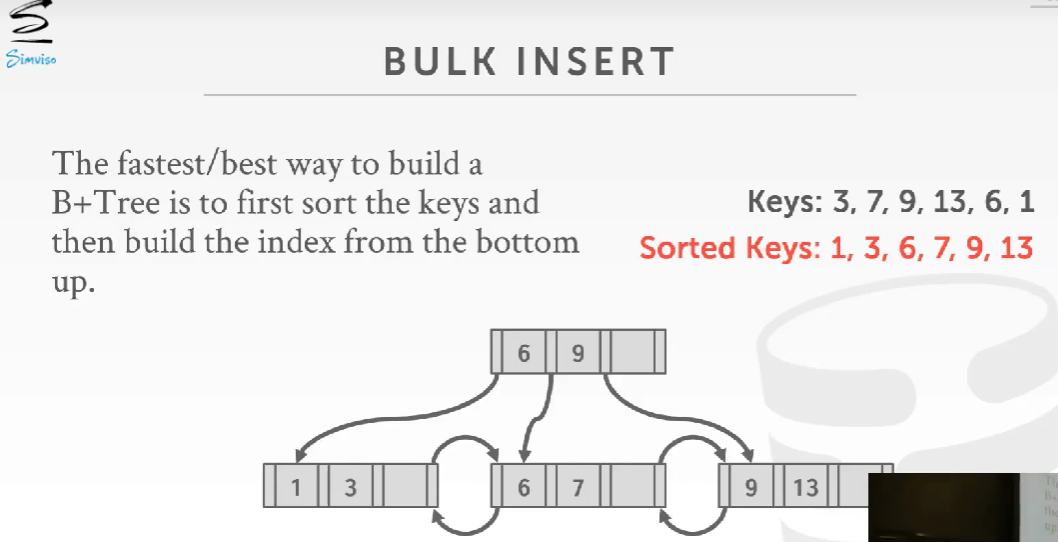 Simviso
BULK INSERT
The fastest/best way to build a
B+Tree is to first sort the keys and
then build the index from the bottom
up.
Keys: 3, 7, 9, 13, 6, 1
Sorted Keys: 1, 3, 6, 7, 9, 13
6 9
1 3
6 7
9 13